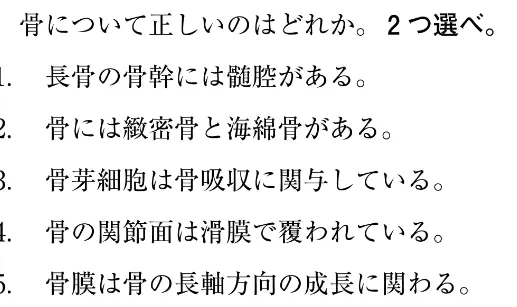 骨について正しいのはどれか。2つ選べ。
1. 長骨の骨幹には髄腔がある。
2. 骨には緻密骨と海綿骨がある。
3. 骨芽細胞は骨吸収に関与している。
4. 骨の関節面は滑膜で覆われている。
5. 骨膜は骨の長軸方向の成長に関わる。